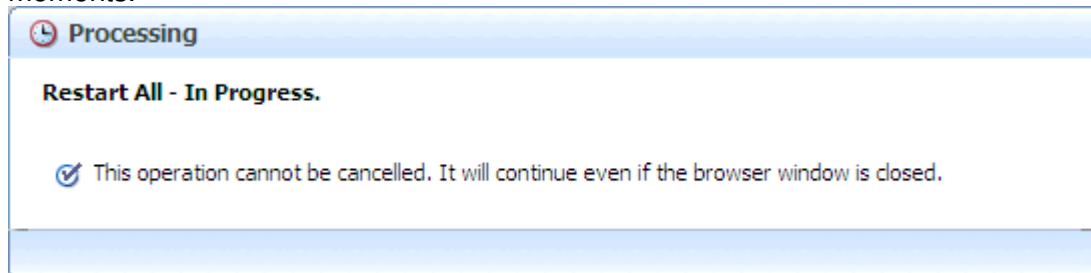 Processing
Restart All - In Progress.
This operation cannot be cancelled. It will continue even if the browser window is closed.